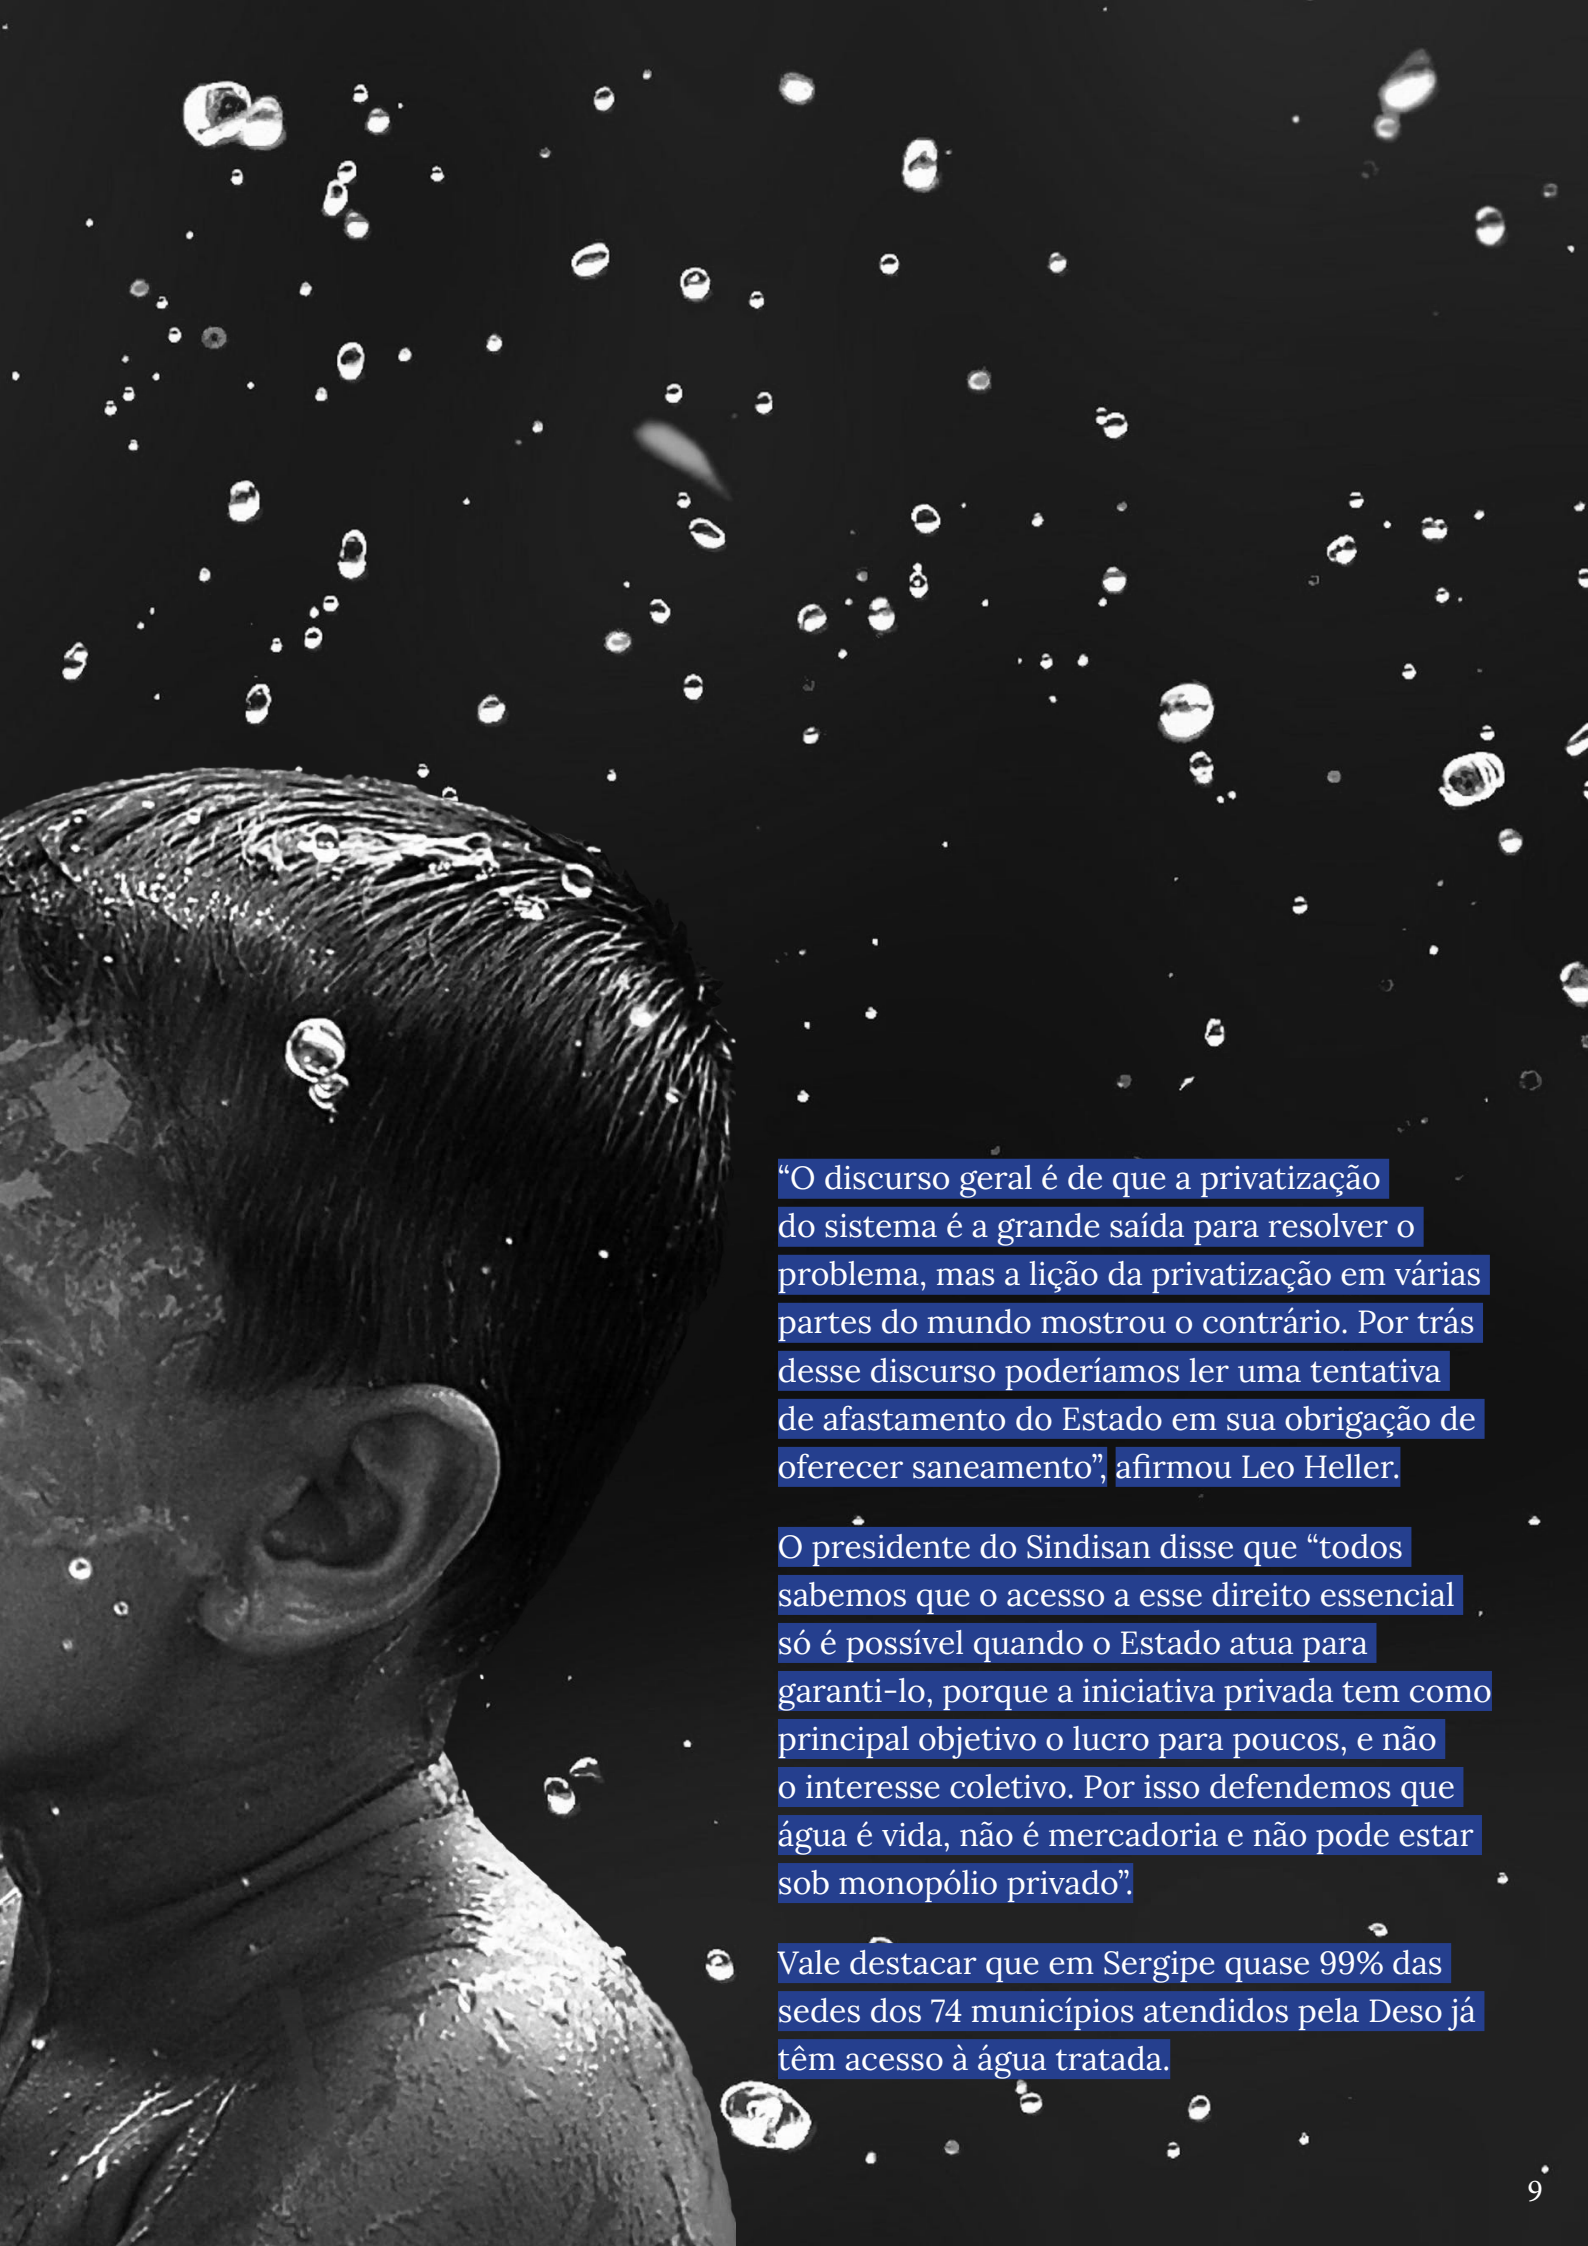 “O discurso geral é de que a privatização
do sistema é a grande saída para resolver o
problema, mas a lição da privatização em várias
partes do mundo mostrou o contrário. Por trás
desse discurso poderíamos ler uma tentativa
de afastamento do Estado em sua obrigação de
oferecer saneamento”, afirmou Leo Heller.
O presidente do Sindisan disse que “todos
sabemos que o acesso a esse direito essencial
só é possível quando o Estado atua para
garanti-lo, porque a iniciativa privada tem como
principal objetivo o lucro para poucos, e não
o interesse coletivo. Por isso defendemos que
água é vida, não é mercadoria e não pode estar
sob monopólio privado”.
Vale destacar que em Sergipe quase 99% das
sedes dos 74 municípios atendidos pela Deso já
têm acesso à água tratada.
9